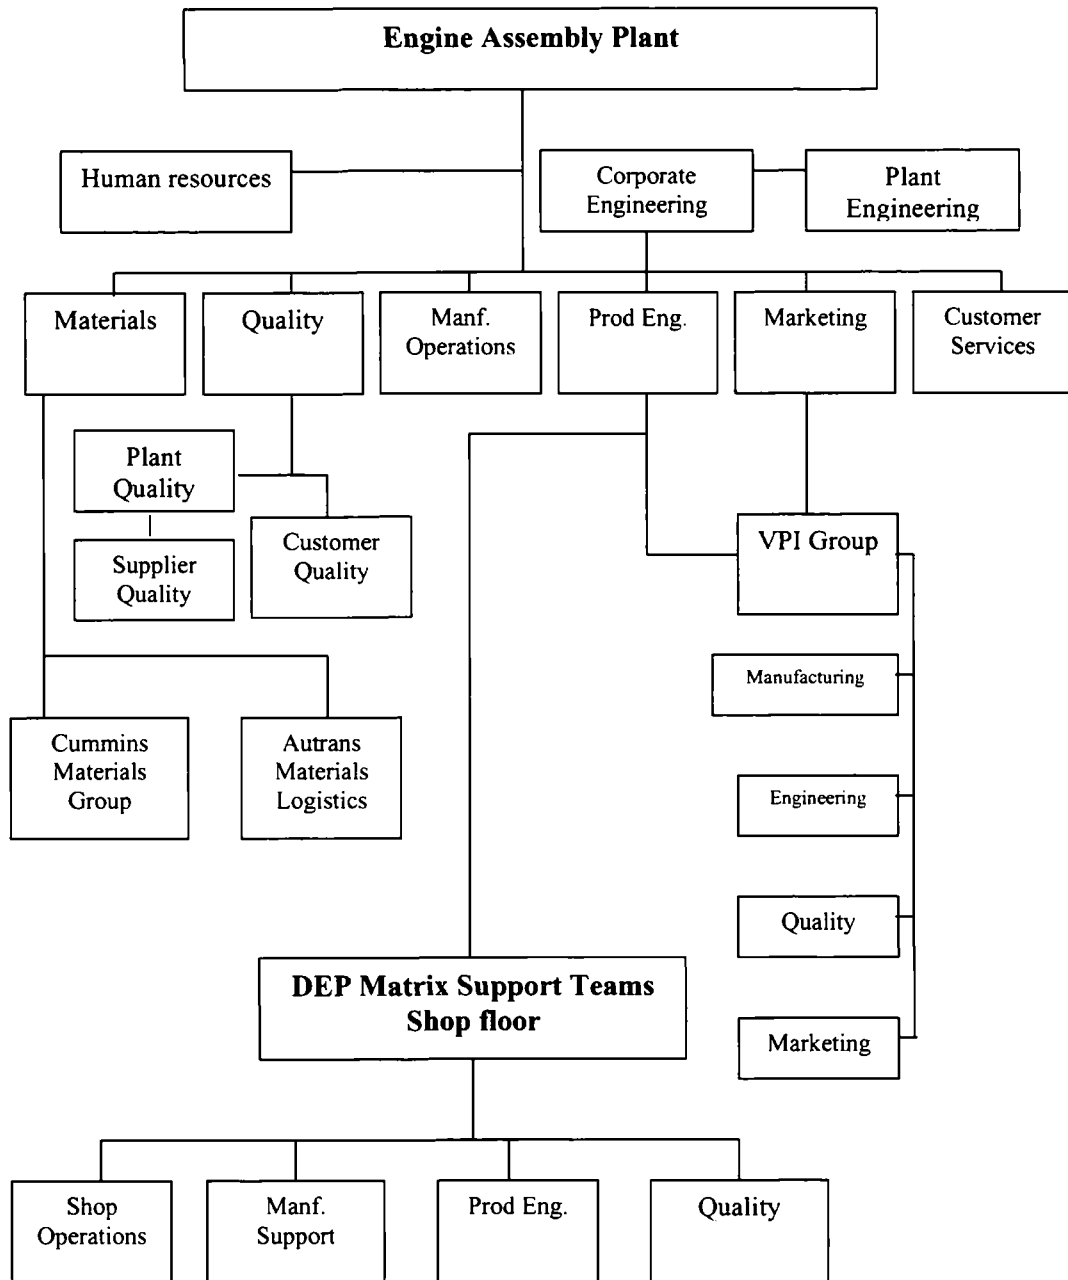 Engine Assembly Plant
Human resources
Corporate
Engineering
Plant
Engineering
Materials
Quality
Manf.
Operations
Prod Eng.
Marketing
Customer
Services
Plant
Quality
Supplier
Quality
Customer
Quality
VPI Group
Manufacturing
Cummins
Materials
Group
Autrans
Materials
Logistics
Engineering
Quality
DEP Matrix Support Teams
Shop floor
Marketing
Shop
Operations
Manf.
Support
Prod Eng.
Quality